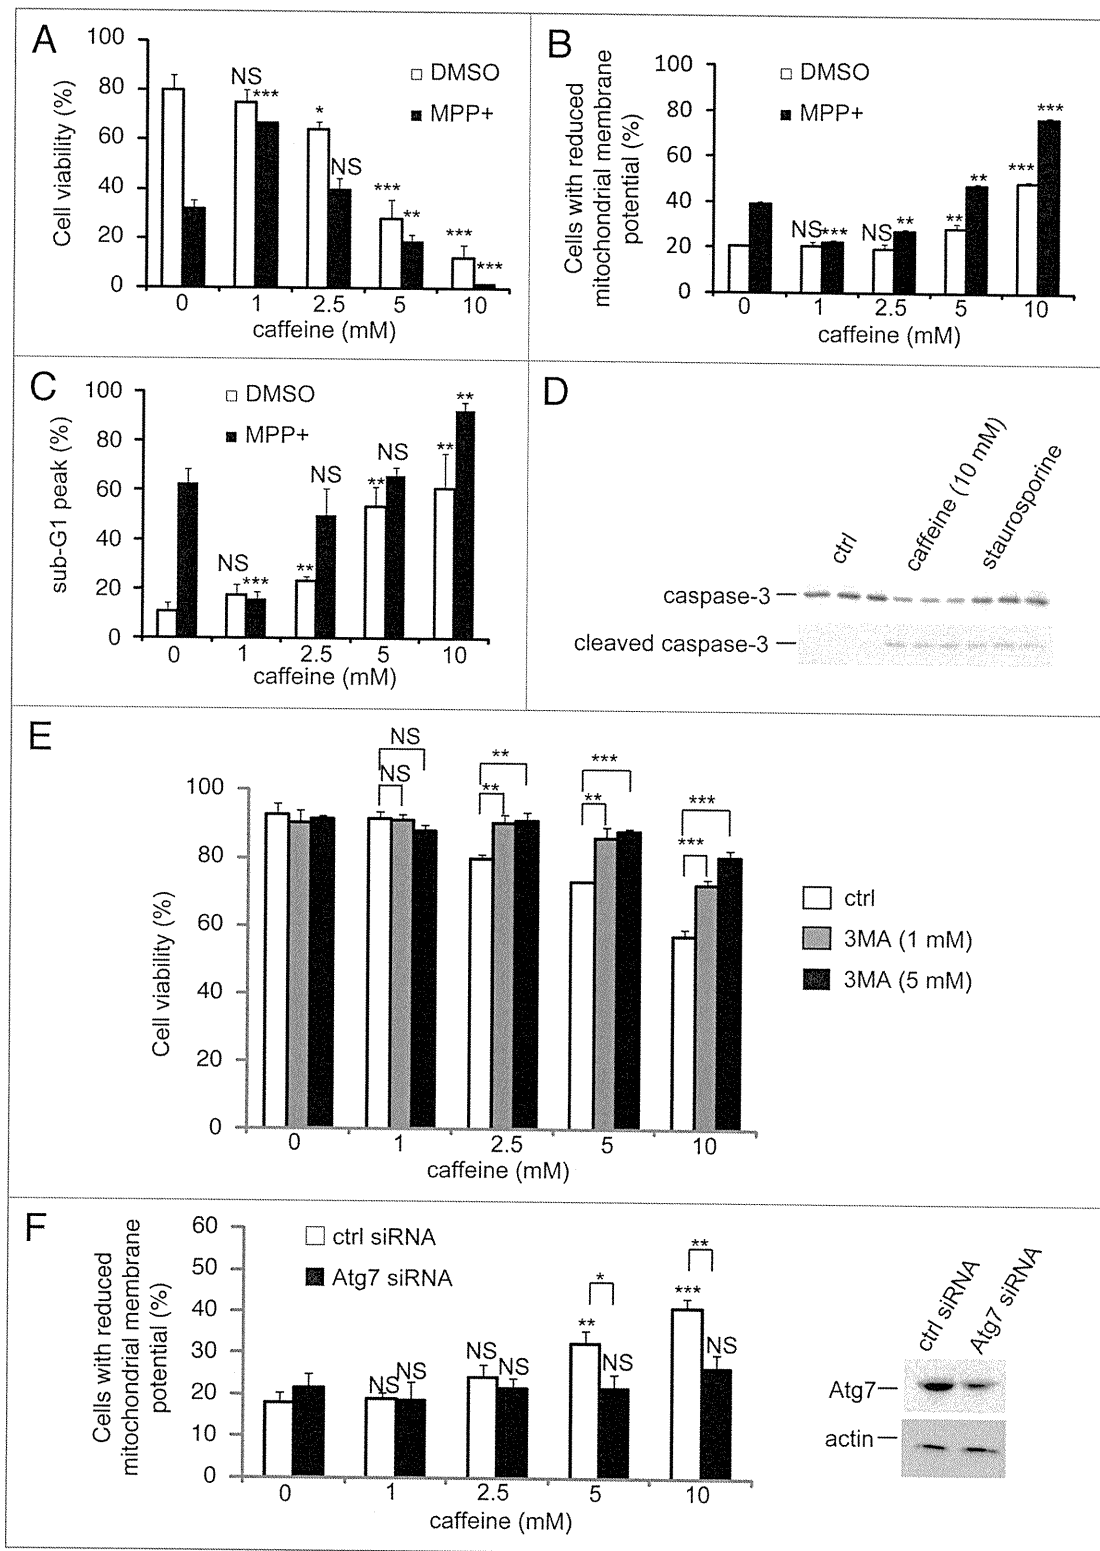 A
Cell viability (%)
100
80
60
40
20
0
NS
***
*
NS
***
**
***
***
DMSO
MPP+
0 1 2.5 5 10
caffeine (mM)
B
Cells with reduced
mitochondrial membrane
potential (%)
100
80
60
40
20
0
DMSO
MPP+
NS
***
NS
**
**
**
***
***
0 1 2.5 5 10
caffeine (mM)
C
sub-G1 peak (%)
100
80
60
40
20
0
DMSO
MPP+
NS
***
**
NS
**
NS
**
**
0 1 2.5 5 10
caffeine (mM)
D
ctrl
caffeine (10 mM)
staurosporine
caspase-3
cleaved caspase-3
E
Cell viability (%)
100
80
60
40
20
0
NS
NS
**
**
***
**
***
***
ctrl
3MA (1 mM)
3MA (5 mM)
0 1 2.5 5 10
caffeine (mM)
F
Cells with reduced
mitochondrial membrane
potential (%)
60
50
40
30
20
10
0
ctrl siRNA
Atg7 siRNA
NS
NS
NS
NS
*
**
NS
**
***
NS
0 1 2.5 5 10
caffeine (mM)
ctrl siRNA
Atg7 siRNA
Atg7
actin